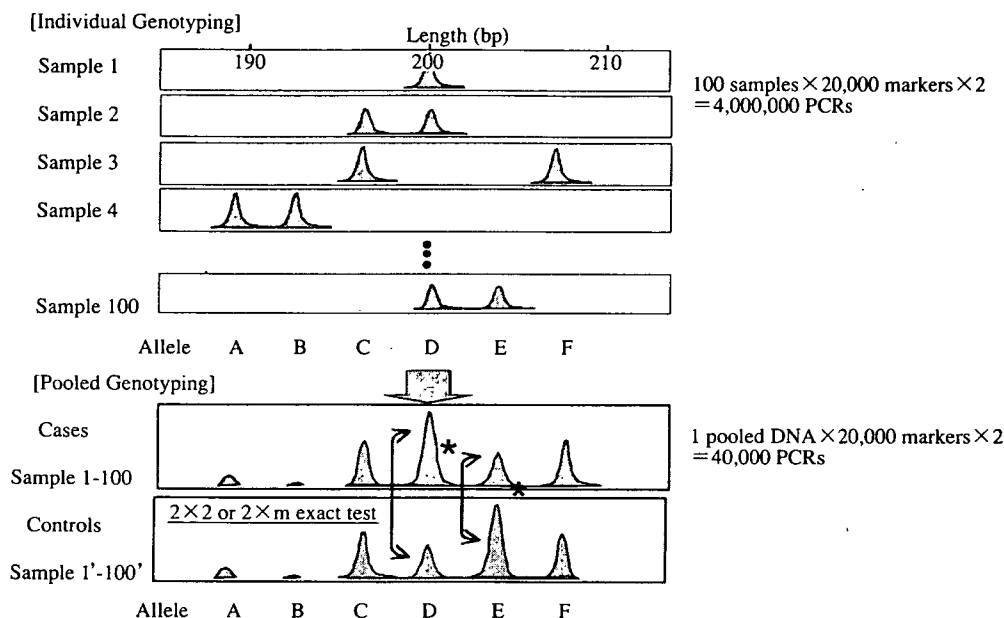 [Individual Genotyping]
Length (bp)
190 200 210
Sample 1
100 samples×20,000 markers×2
=4,000,000 PCRs
Sample 2
Sample 3
Sample 4
Sample 100
Allele A B C D E F
[Pooled Genotyping]
Cases
*
1 pooled DNA×20,000 markers×2
=40,000 PCRs
Sample 1-100
*
Controls
2×2 or 2×m exact test
Sample 1'-100'
Allele A B C D E F